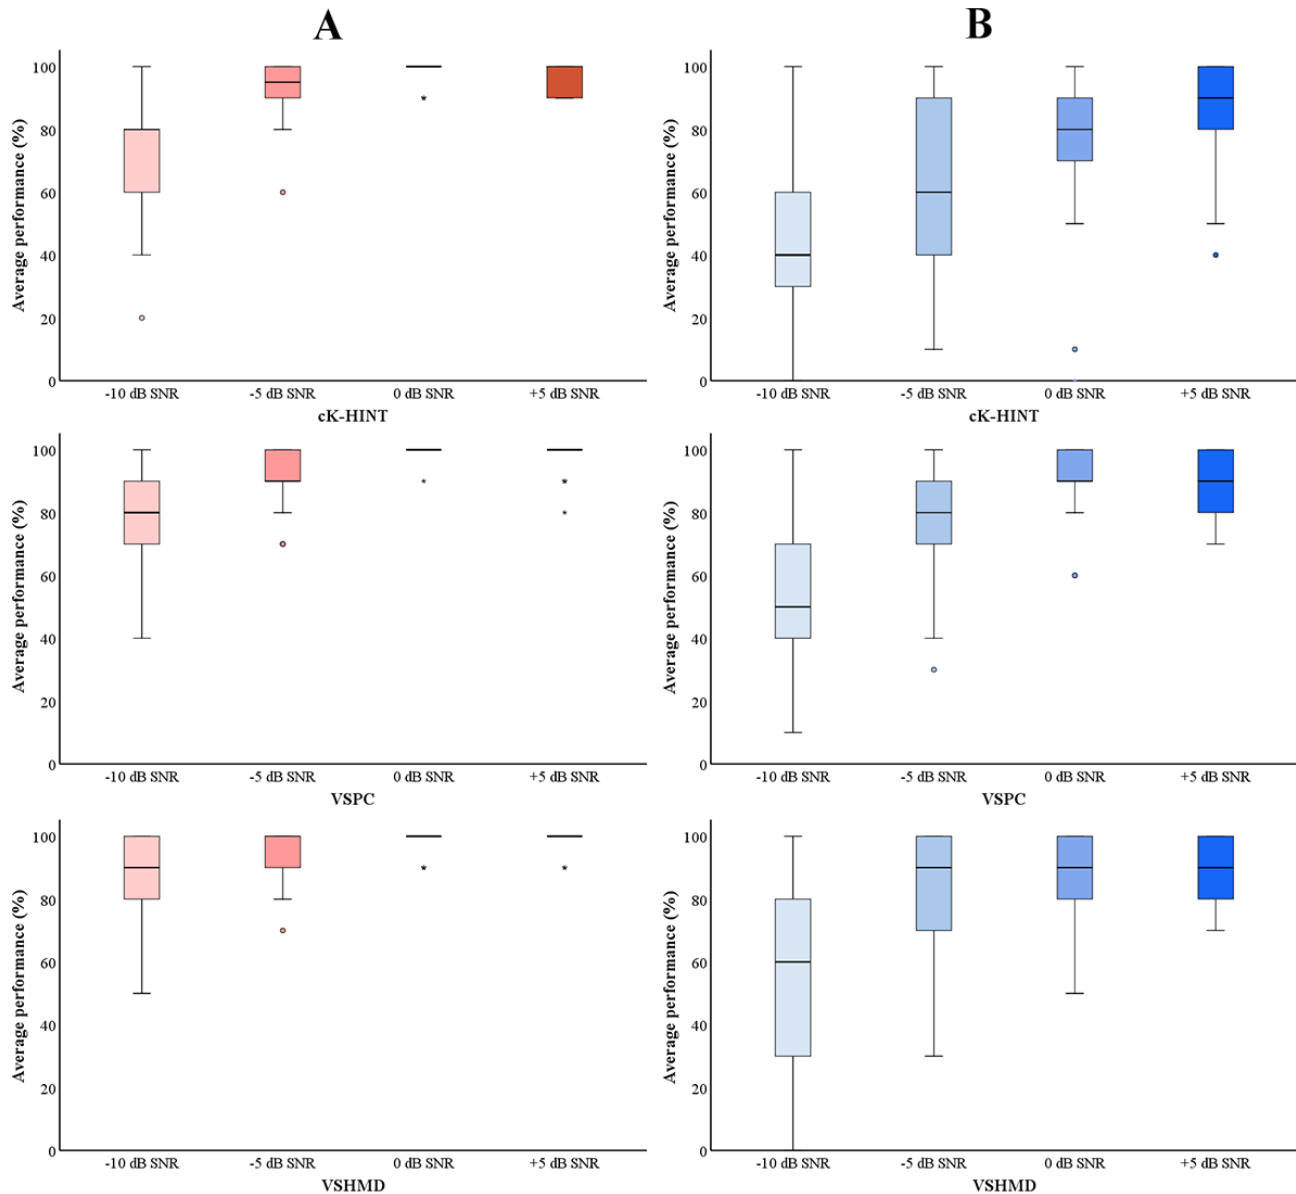 A
B
Average performance (%)
100
80
60
40
20
0
-10 dB SNR
-5 dB SNR
0 dB SNR
+5 dB SNR
cK-HINT
Average performance (%)
100
80
60
40
20
0
-10 dB SNR
-5 dB SNR
0 dB SNR
+5 dB SNR
cK-HINT
Average performance (%)
100
80
60
40
20
0
-10 dB SNR
-5 dB SNR
0 dB SNR
+5 dB SNR
VSPC
Average performance (%)
100
80
60
40
20
0
-10 dB SNR
-5 dB SNR
0 dB SNR
+5 dB SNR
VSPC
Average performance (%)
100
80
60
40
20
0
-10 dB SNR
-5 dB SNR
0 dB SNR
+5 dB SNR
VSHMD
Average performance (%)
100
80
60
40
20
0
-10 dB SNR
-5 dB SNR
0 dB SNR
+5 dB SNR
VSHMD